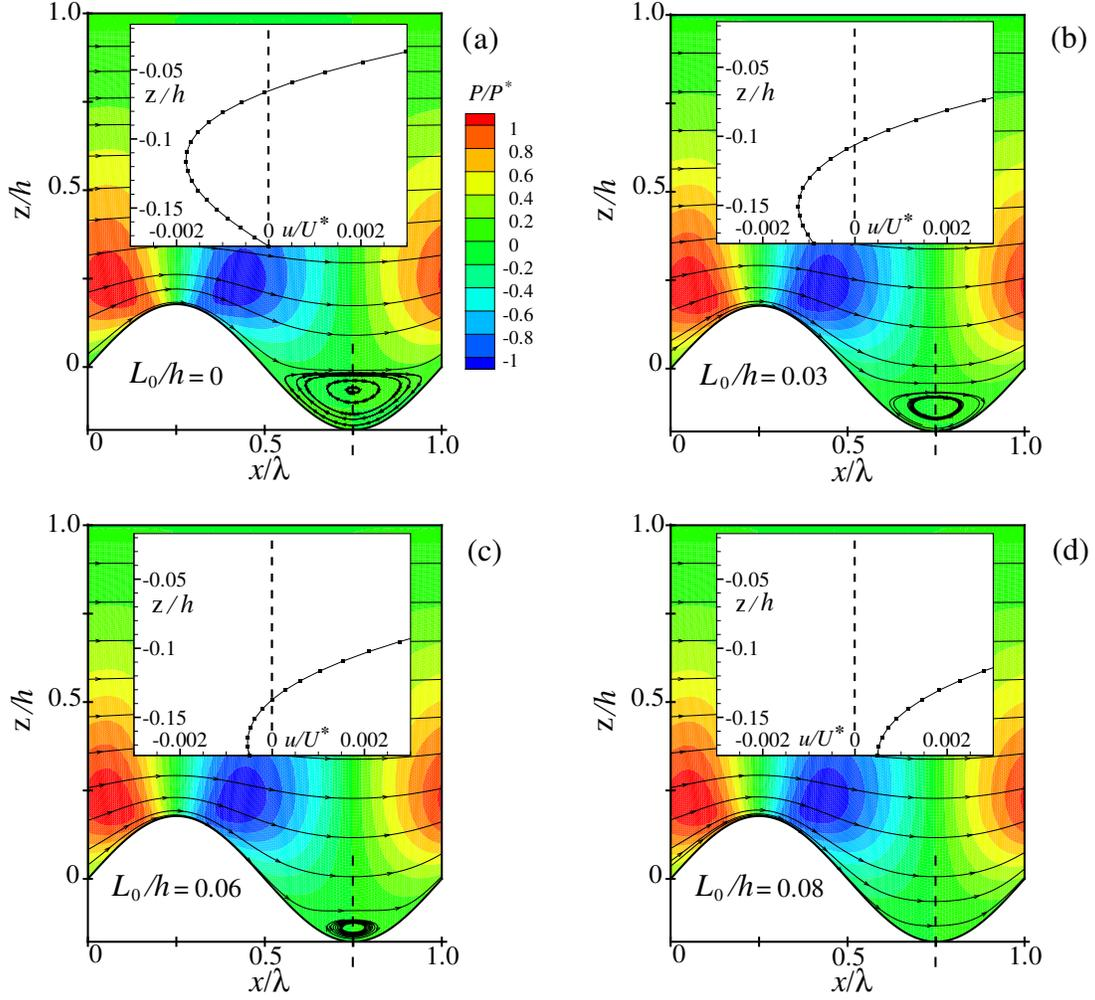 1.0
-0.05
z/h
-0.1
-0.15
-0.002 0 u/U* 0.002
(a)
z/h
0.5
0
L₀/h=0
0 0.5 1.0
x/λ
P/P*
1
0.8
0.6
0.4
0.2
0
-0.2
-0.4
-0.6
-0.8
-1
1.0
-0.05
z/h
-0.1
-0.15
-0.002 0 u/U* 0.002
(b)
z/h
0.5
0
L₀/h=0.03
0 0.5 1.0
x/λ
1.0
-0.05
z/h
-0.1
-0.15
-0.002 0 u/U* 0.002
(c)
z/h
0.5
0
L₀/h=0.06
0 0.5 1.0
x/λ
1.0
-0.05
z/h
-0.1
-0.15
-0.002 u/U* 0 0.002
(d)
z/h
0.5
0
L₀/h=0.08
0 0.5 1.0
x/λ